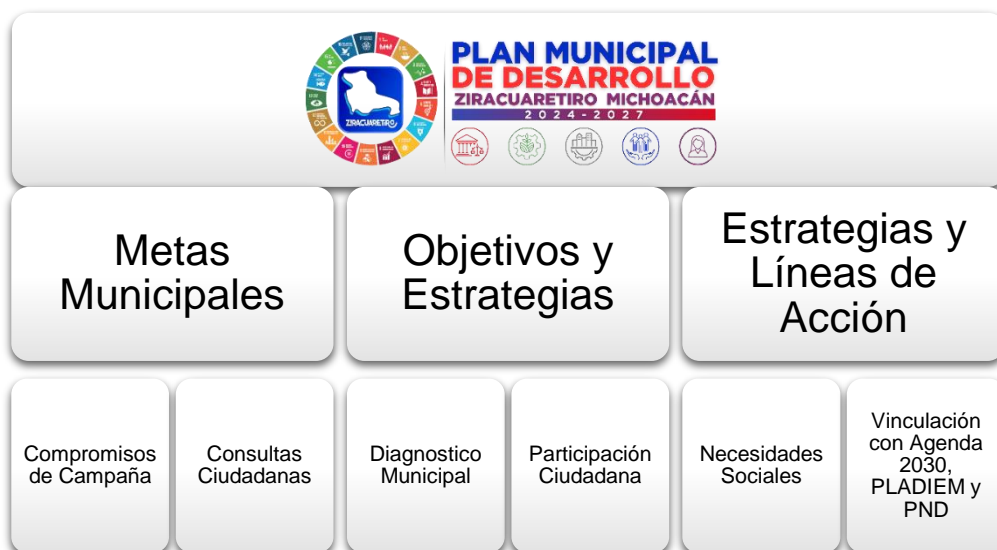 PLAN MUNICIPAL
DE DESARROLLO
ZIRACUARETIRO MICHOACÁN
2024-2027
ZIRACUARETIRO
Metas
Municipales
Objetivos y
Estrategias
Estrategias y
Líneas de
Acción
Compromisos
de Campaña
Consultas
Ciudadanas
Diagnostico
Municipal
Participación
Ciudadana
Necesidades
Sociales
Vinculación
con Agenda
2030,
PLADIEM y
PND